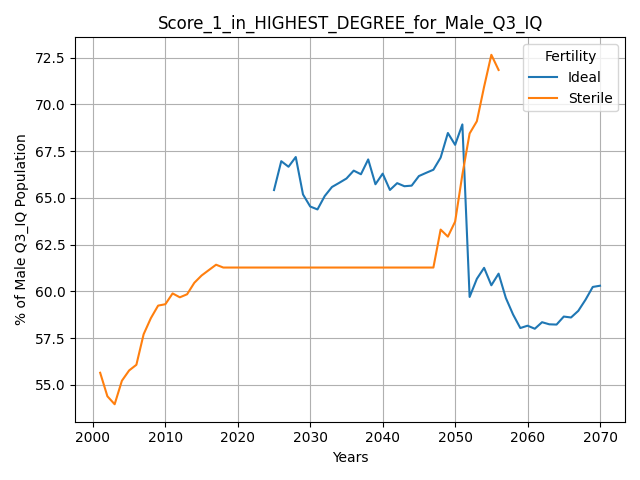 Score_1_in_HIGHEST_DEGREE_for_Male_Q3_IQ
Fertility
Ideal
Sterile
% of Male Q3_IQ Population
72.5
70.0
67.5
65.0
62.5
60.0
57.5
55.0
2000 2010 2020 2030 2040 2050 2060 2070
Years